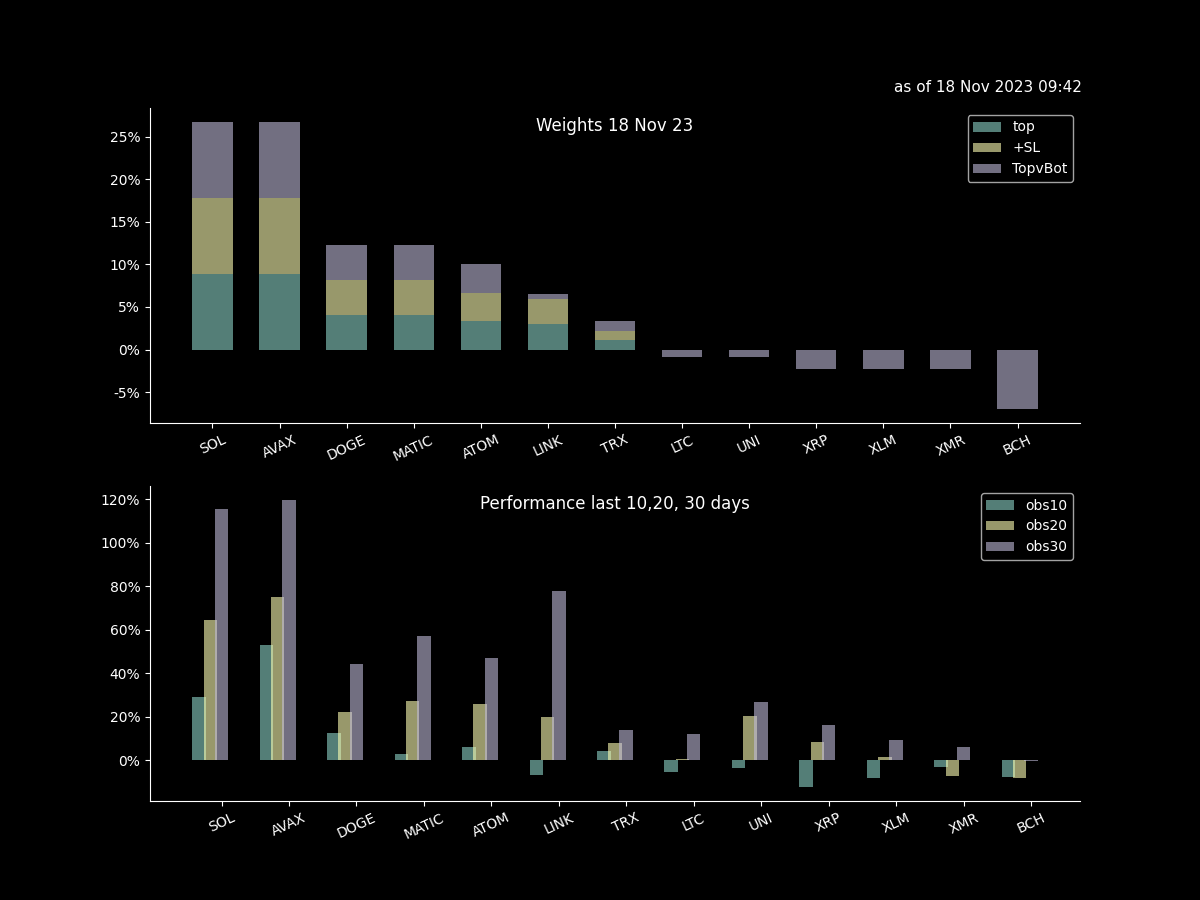 as of 18 Nov 2023 09:42
Weights 18 Nov 23
top
+SL
TopvBot
25%
20%
15%
10%
5%
0%
-5%
SOL AVAX DOGE MATIC ATOM LINK TRX LTC UNI XRP XLM XMR BCH
Performance last 10,20, 30 days
obs10
obs20
obs30
120%
100%
80%
60%
40%
20%
0%
SOL AVAX DOGE MATIC ATOM LINK TRX LTC UNI XRP XLM XMR BCH